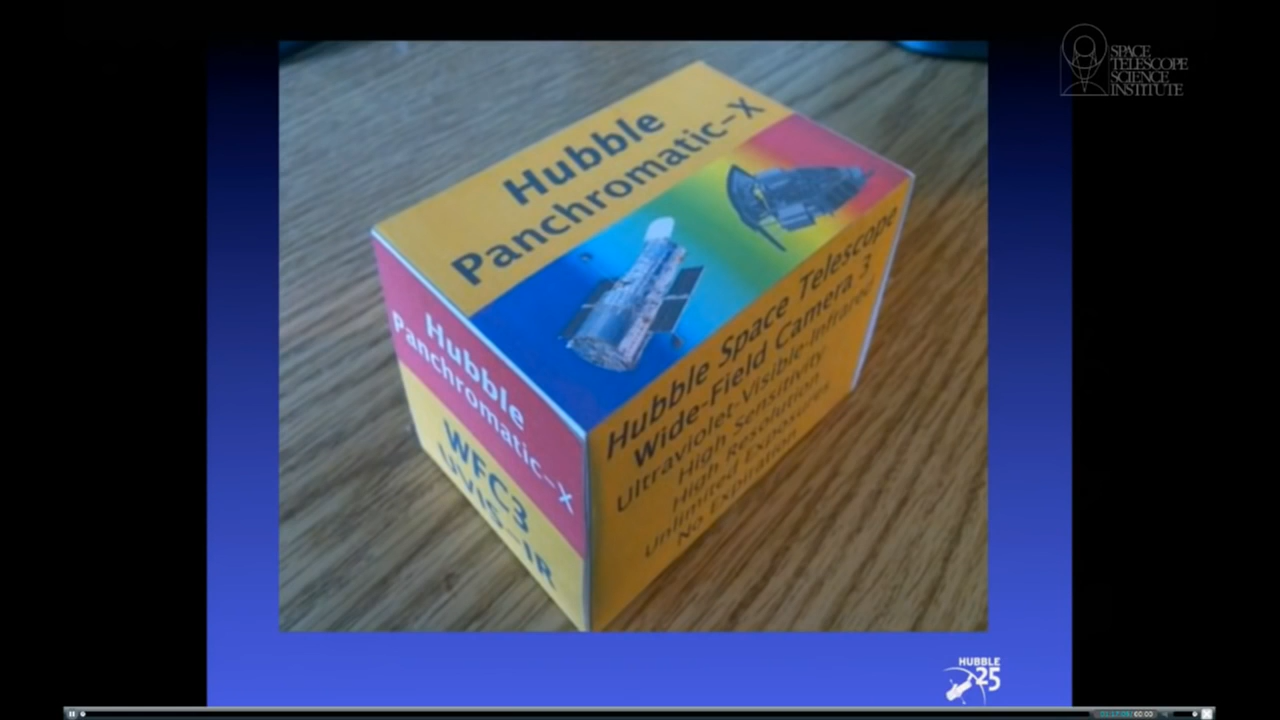 SPACE
TELESCOPE
SCIENCE
INSTITUTE
Hubble
Panchromatic-X
Hubble
Panchromatic-X
WFC3
UVIS-IR
Hubble Space Telescope
Wide-Field Camera 3
Ultraviolet-Visible-Infrared
High Sensitivity
High Resolution
Unlimited Exposures
No Expiration
HUBBLE
25